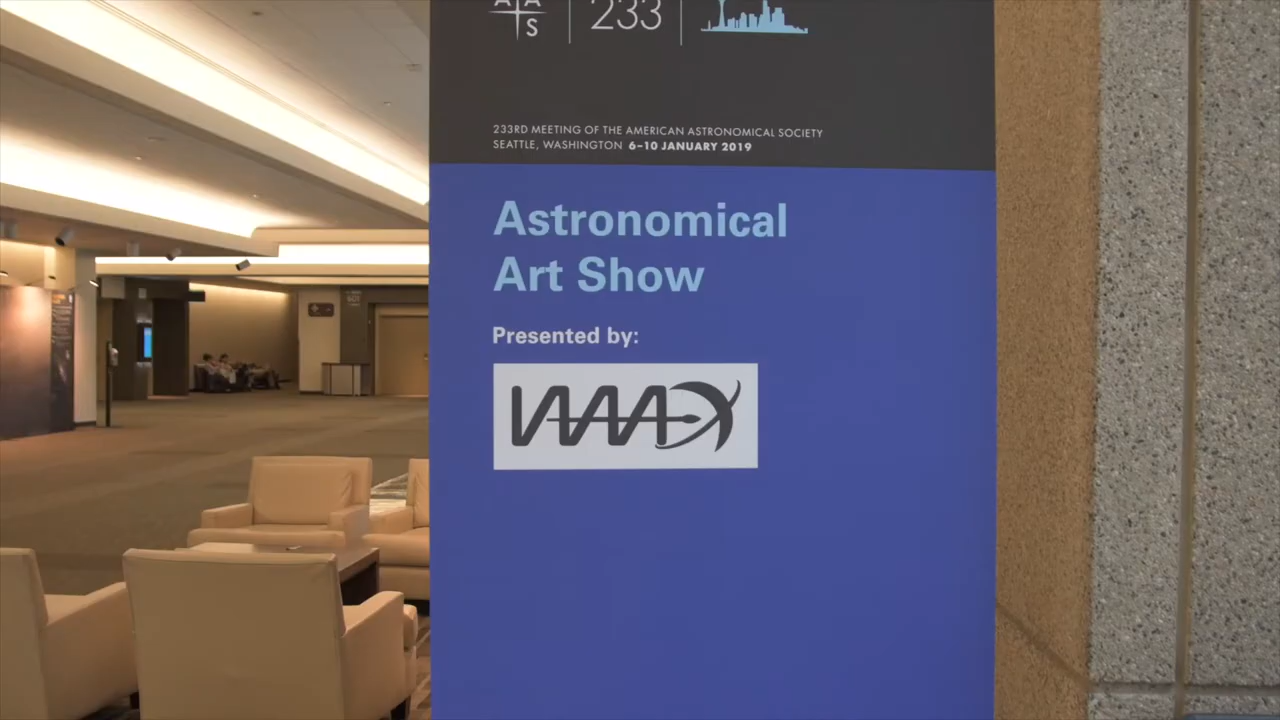 AAS
233
233RD MEETING OF THE AMERICAN ASTRONOMICAL SOCIETY
SEATTLE, WASHINGTON 6–10 JANUARY 2019
Astronomical
Art Show
Presented by:
IAAA